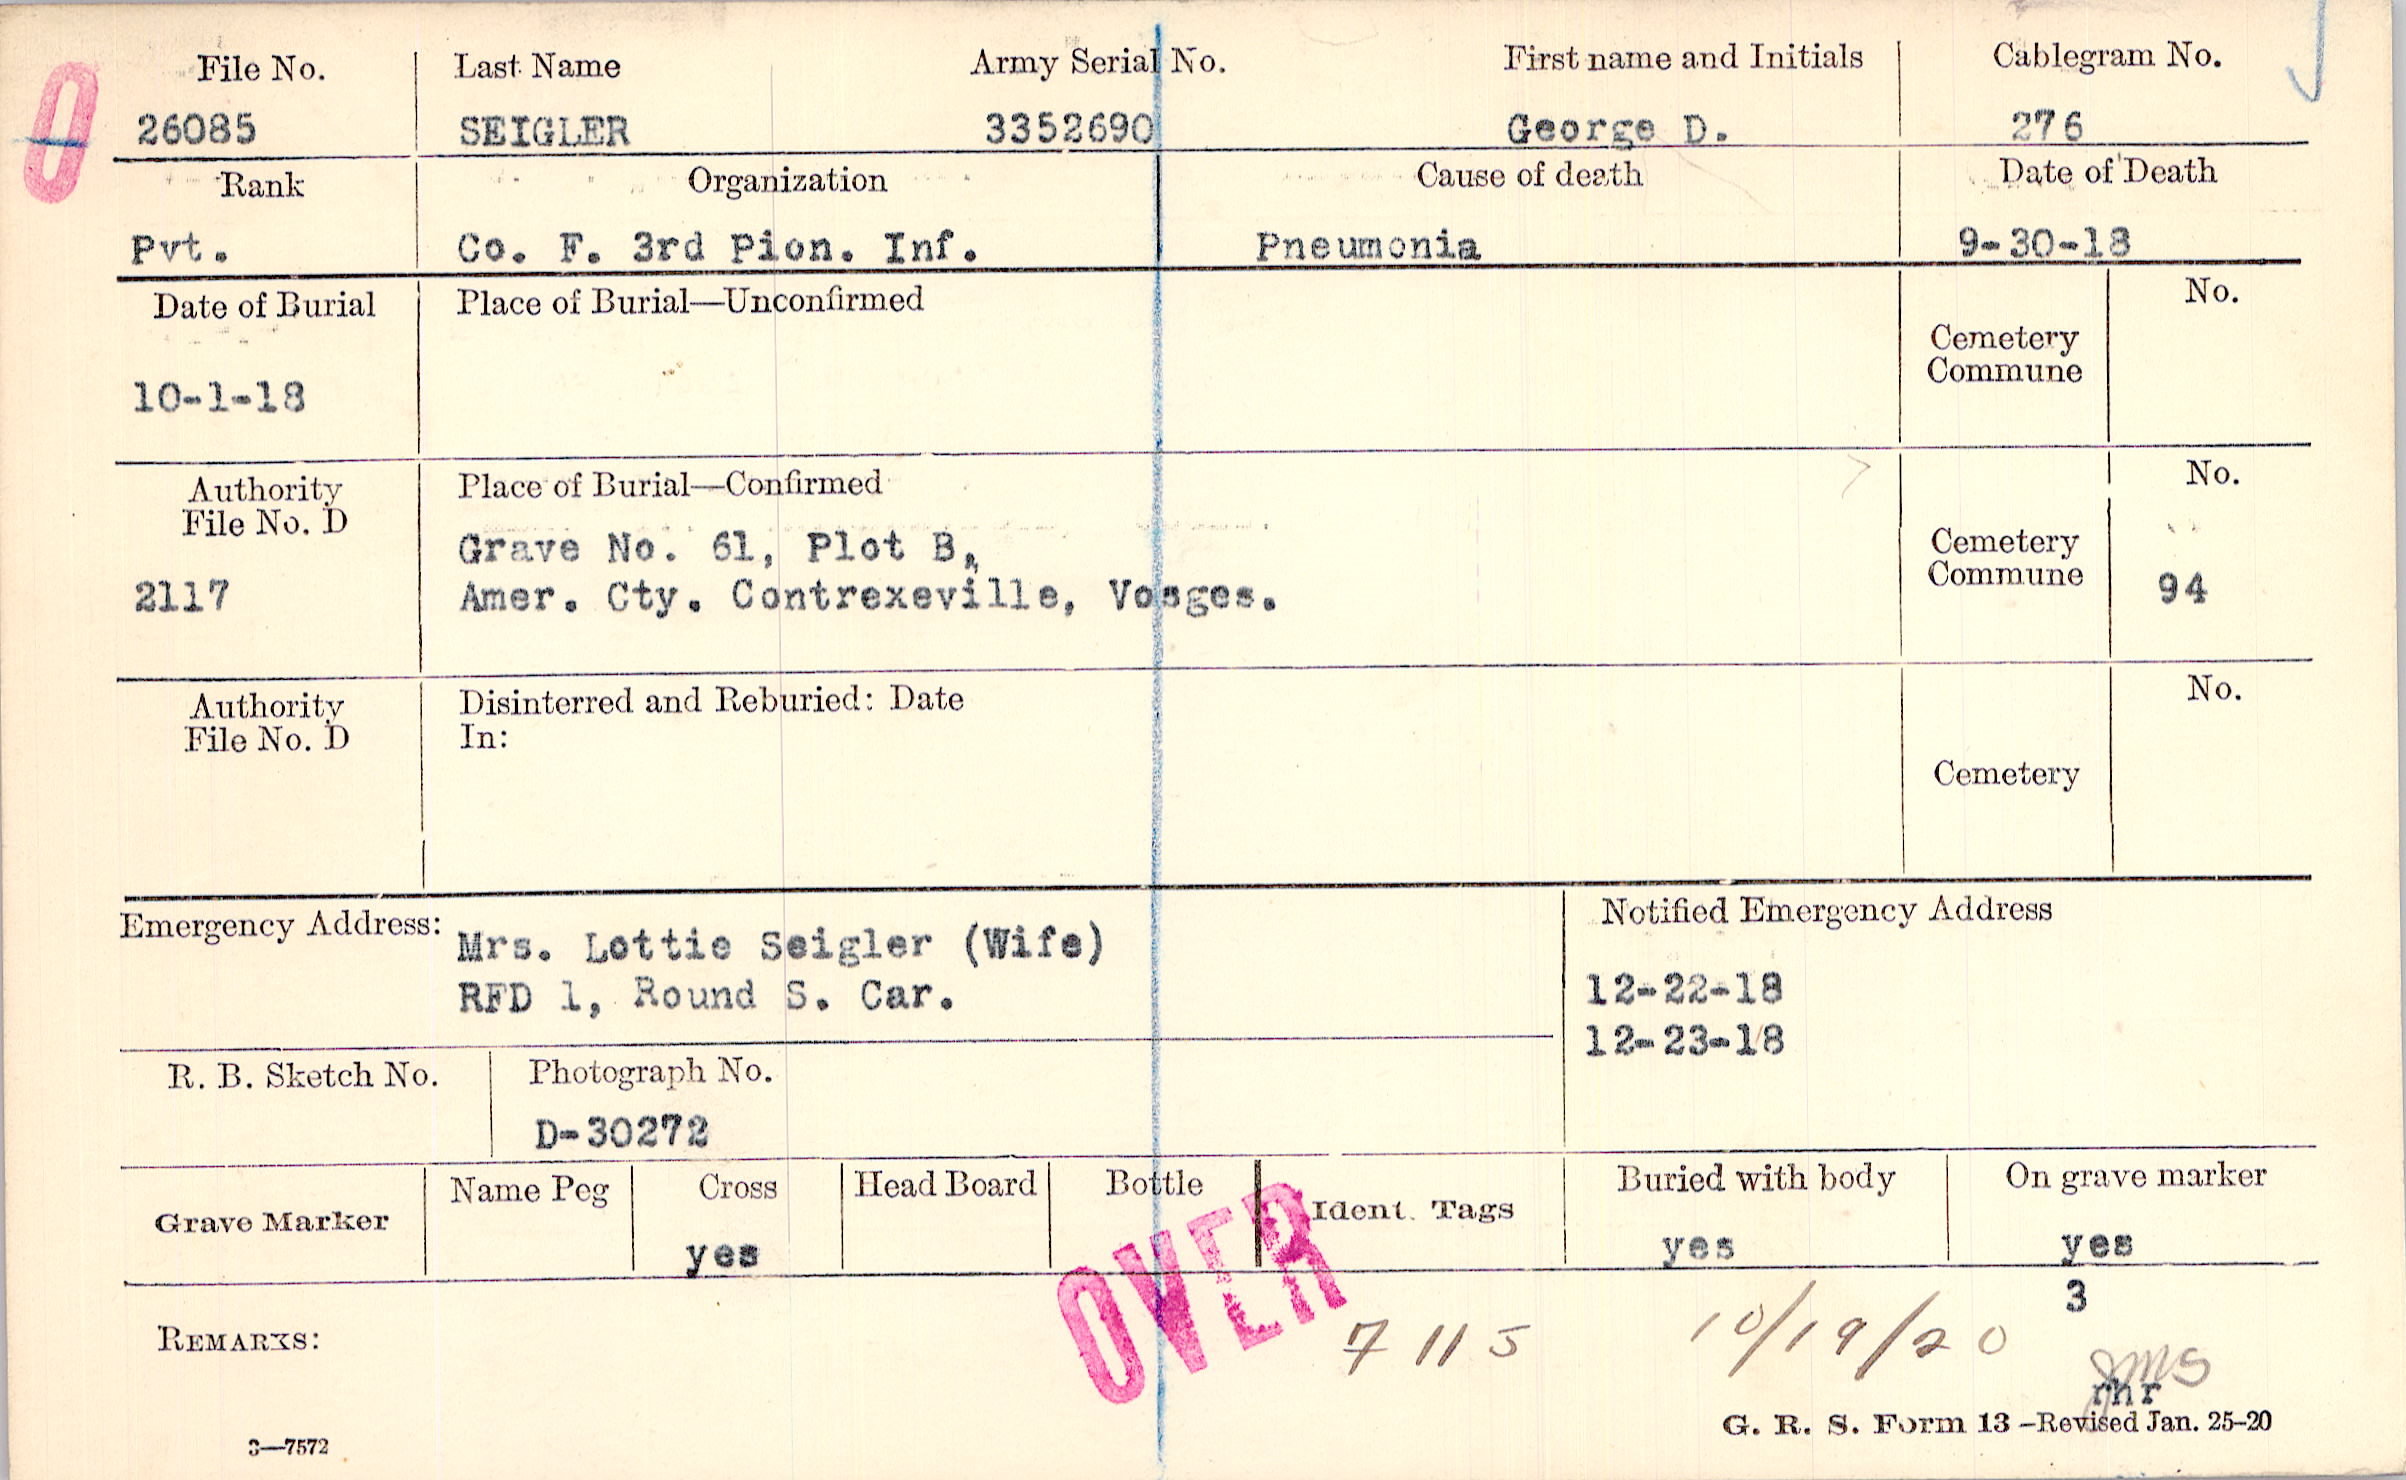 File No. Last Name Army Serial No. First name and Initials Cablegram No.
O 26085 SEIGLER 3352690 George D. 276
Rank Organization Cause of death Date of Death
Pvt. Co. F. 3rd Pion. Inf. Pneumonia 9-30-18
Date of Burial Place of Burial—Unconfirmed No.
Cemetery
Commune
10-1-18
Authority Place of Burial—Confirmed No.
File No. D
Grave No. 61, Plot B, Cemetery
2117 Amer. Cty. Contrexeville, Vosges. Commune 94
Authority Disinterred and Reburied: Date No.
File No. D In:
Cemetery
Emergency Address: Notified Emergency Address
Mrs. Lottie Seigler (Wife)
RFD 1, Round S. Car. 12-22-18
12-23-18
R. B. Sketch No. Photograph No.
D-30272
Grave Marker Name Peg Cross Head Board Bottle Ident. Tags Buried with body On grave marker
yes yes yes
3
OVER
REMARKS: 7115 10/19/20
JMS
rhr
G. R. S. Form 13—Revised Jan. 25-20
3—7572